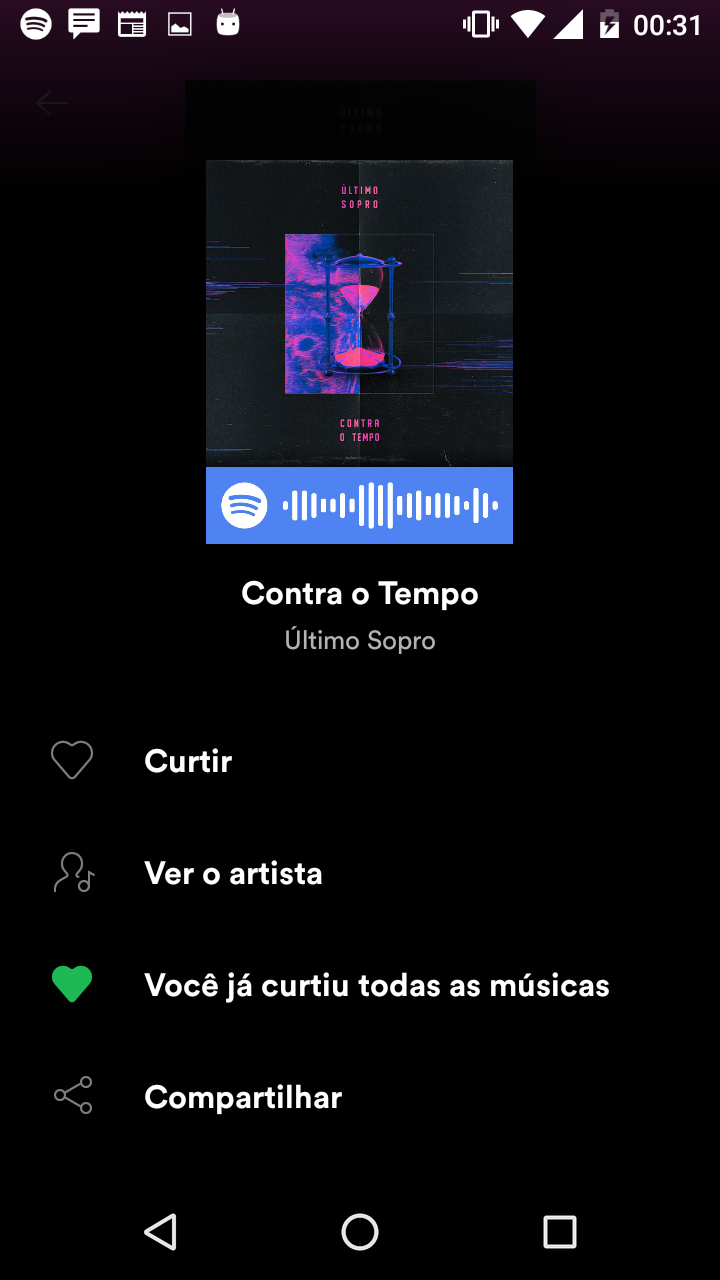 00:31
ÚLTIMO
SOPRO
ÚLTIMO
SOPRO
CONTRA
O TEMPO
Contra o Tempo
Último Sopro
Curtir
Ver o artista
Você já curtiu todas as músicas
Compartilhar